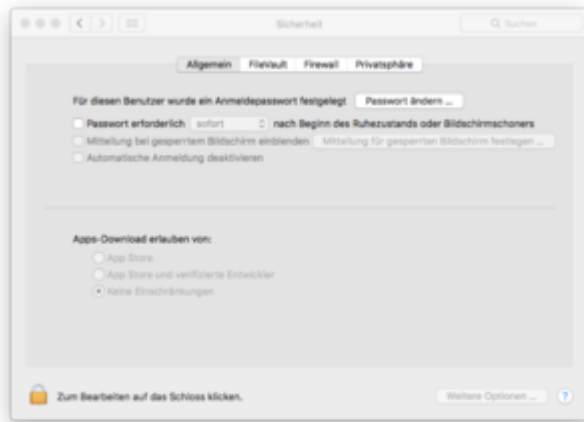 Sicherheit
Suchen
Allgemein FileVault Firewall Privatsphäre
Für diesen Benutzer wurde ein Anmeldepasswort festgelegt Passwort ändern ...
Passwort erforderlich sofort nach Beginn des Ruhezustands oder Bildschirmschoners
Mitteilung bei gesperrtem Bildschirm einblenden Mitteilung für gesperrten Bildschirm festlegen ...
Automatische Anmeldung deaktivieren
Apps-Download erlauben von:
App Store
App Store und verifizierte Entwickler
Keine Einschränkungen
Zum Bearbeiten auf das Schloss klicken.
Weitere Optionen ... ?